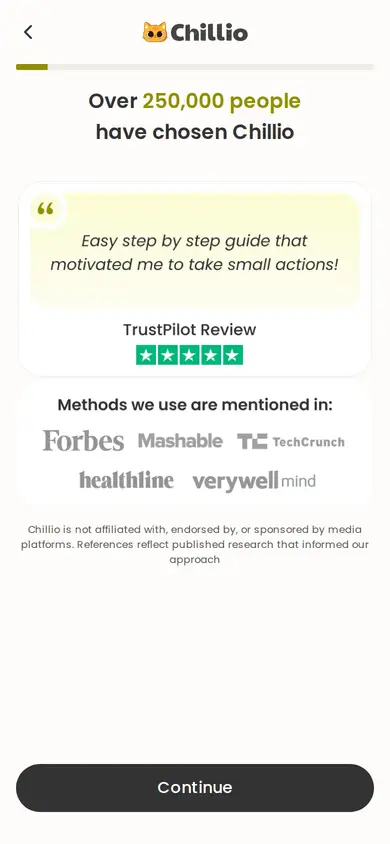 Chillio
Over 250,000 people
have chosen Chillio
“
Easy step by step guide that
motivated me to take small actions!
TrustPilot Review
Methods we use are mentioned in:
Forbes Mashable TC TechCrunch
healthline verywell mind
Chillio is not affiliated with, endorsed by, or sponsored by media
platforms. References reflect published research that informed our
approach
Continue